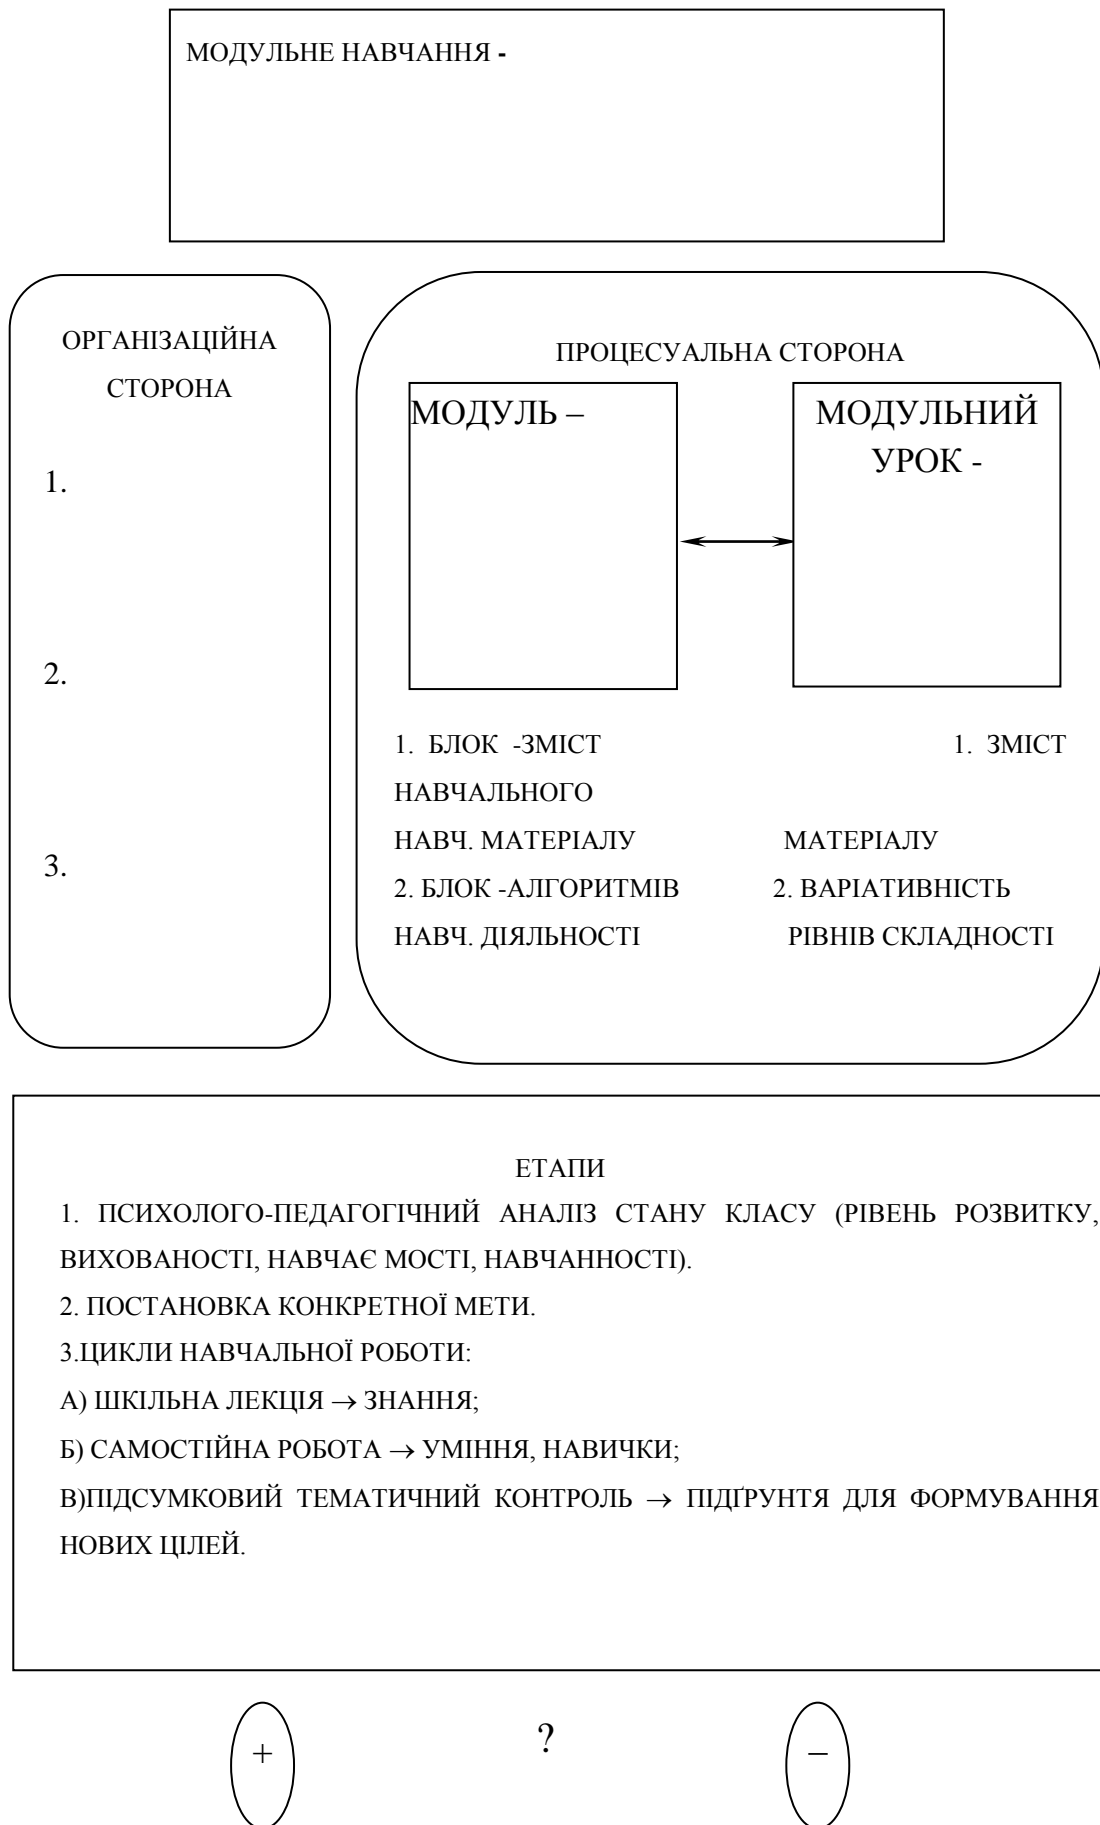 МОДУЛЬНЕ НАВЧАННЯ -
ОРГАНІЗАЦІЙНА
СТОРОНА
1.
2.
3.
ПРОЦЕСУАЛЬНА СТОРОНА
МОДУЛЬ –
МОДУЛЬНИЙ
УРОК -
1. БЛОК -ЗМІСТ 1. ЗМІСТ
НАВЧАЛЬНОГО
НАВЧ. МАТЕРІАЛУ МАТЕРІАЛУ
2. БЛОК -АЛГОРИТМІВ 2. ВАРІАТИВНІСТЬ
НАВЧ. ДІЯЛЬНОСТІ РІВНІВ СКЛАДНОСТІ
ЕТАПИ
1. ПСИХОЛОГО-ПЕДАГОГІЧНИЙ АНАЛІЗ СТАНУ КЛАСУ (РІВЕНЬ РОЗВИТКУ,
ВИХОВАНОСТІ, НАВЧАЄ МОСТІ, НАВЧАННОСТІ).
2. ПОСТАНОВКА КОНКРЕТНОЇ МЕТИ.
3.ЦИКЛИ НАВЧАЛЬНОЇ РОБОТИ:
А) ШКІЛЬНА ЛЕКЦІЯ → ЗНАННЯ;
Б) САМОСТІЙНА РОБОТА → УМІННЯ, НАВИЧКИ;
В)ПІДСУМКОВИЙ ТЕМАТИЧНИЙ КОНТРОЛЬ → ПІДҐРУНТЯ ДЛЯ ФОРМУВАННЯ
НОВИХ ЦІЛЕЙ.
+ ? –